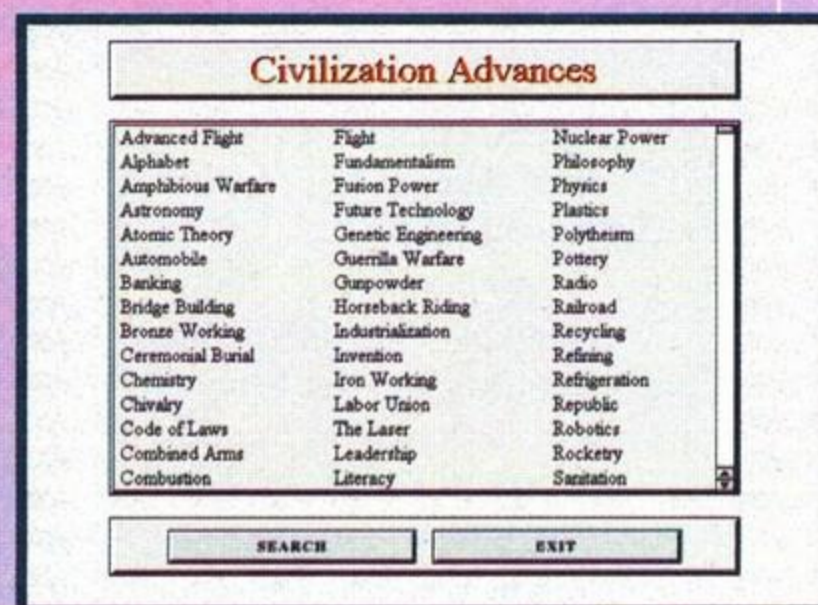 Civilization Advances
Advanced Flight Flight Nuclear Power
Alphabet Fundamentalism Philosophy
Amphibious Warfare Fusion Power Physics
Astronomy Future Technology Plastics
Atomic Theory Genetic Engineering Polytheism
Automobile Guerrilla Warfare Pottery
Banking Gunpowder Radio
Bridge Building Horseback Riding Railroad
Bronze Working Industrialization Recycling
Ceremonial Burial Invention Refining
Chemistry Iron Working Refrigeration
Chivalry Labor Union Republic
Code of Laws The Laser Robotics
Combined Arms Leadership Rocketry
Combustion Literacy Sanitation
SEARCH EXIT